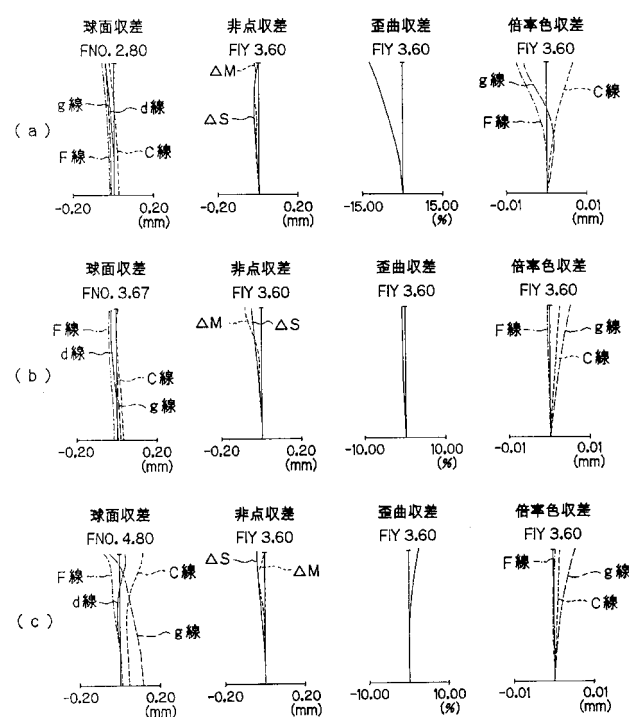 球面収差 非点収差 歪曲収差 倍率色収差
FNO. 2.80 FIY 3.60 FIY 3.60 FIY 3.60
(a)
g線 d線 F線 C線
ΔM ΔS
g線 F線 C線
-0.20 0.20 -0.20 0.20 -15.00 15.00 -0.01 0.01
(mm) (mm) (%) (mm)
球面収差 非点収差 歪曲収差 倍率色収差
FNO. 3.67 FIY 3.60 FIY 3.60 FIY 3.60
(b)
F線 d線 C線 g線
ΔM ΔS
F線 g線 C線
-0.20 0.20 -0.20 0.20 -10.00 10.00 -0.01 0.01
(mm) (mm) (%) (mm)
球面収差 非点収差 歪曲収差 倍率色収差
FNO. 4.80 FIY 3.60 FIY 3.60 FIY 3.60
(c)
F線 d線 C線 g線
ΔS ΔM
F線 g線 C線
-0.20 0.20 -0.20 0.20 -10.00 10.00 -0.01 0.01
(mm) (mm) (%) (mm)